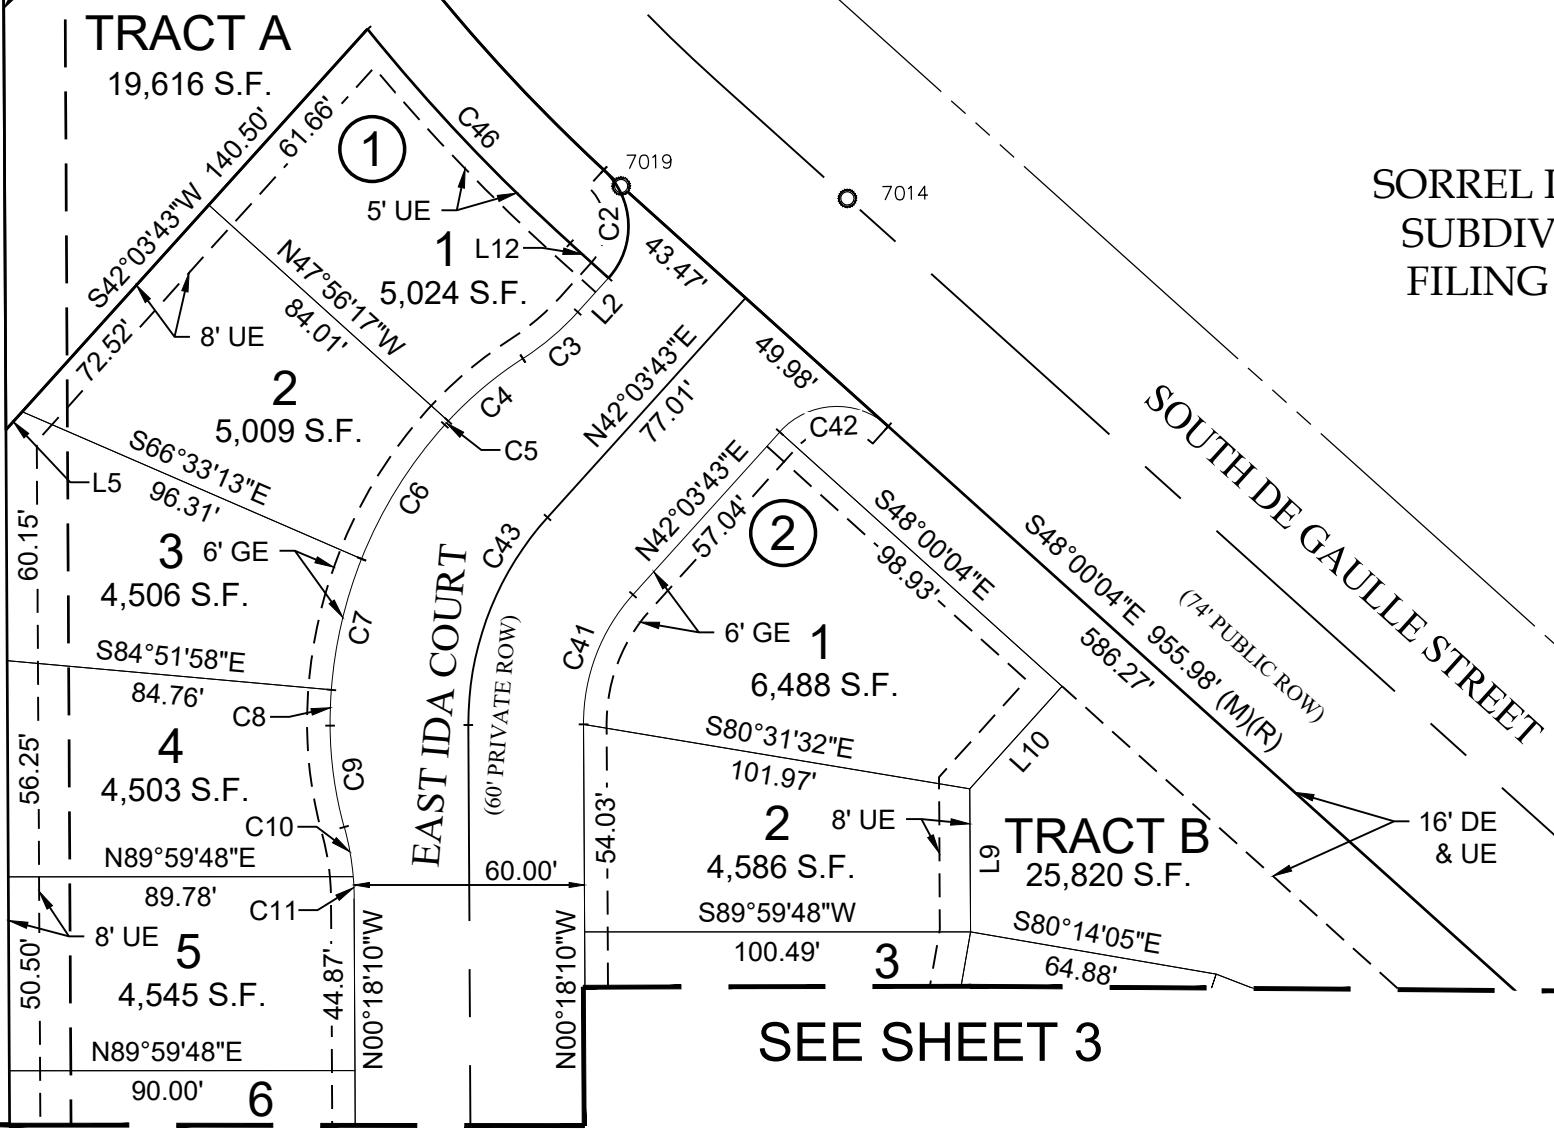 TRACT A
19,616 S.F.
S42°03'43"W 140.50'
61.66'
72.52'
1
C46
5' UE
1
5,024 S.F.
L12
7019
7014
C2
43.47'
L2
C3
C4
C5
N47°56'17"W
84.01'
8' UE
2
5,009 S.F.
N42°03'43"E
77.01'
49.98'
C42
SORREL
SUBDIV
FILING
SOUTH DE GAULLE STREET
(74' PUBLIC ROW)
S48°00'04"E 955.98' (M)(R)
586.27'
S66°33'13"E
96.31'
L5
60.15'
C6
3
6' GE
4,506 S.F.
C7
C43
EAST IDA COURT
(60' PRIVATE ROW)
N42°03'43"E
57.04'
2
S48°00'04"E
98.93'
C41
6' GE
1
6,488 S.F.
S84°51'58"E
84.76'
C8
S80°31'32"E
101.97'
L10
56.25'
4
4,503 S.F.
C9
C10
N89°59'48"E
89.78'
C11
60.00'
54.03'
2
4,586 S.F.
8' UE
L9
TRACT B
25,820 S.F.
16' DE
& UE
S89°59'48"W
100.49'
S80°14'05"E
64.88'
3
8' UE
50.50'
5
4,545 S.F.
44.87'
N00°18'10"W
N00°18'10"W
N89°59'48"E
90.00'
6
SEE SHEET 3